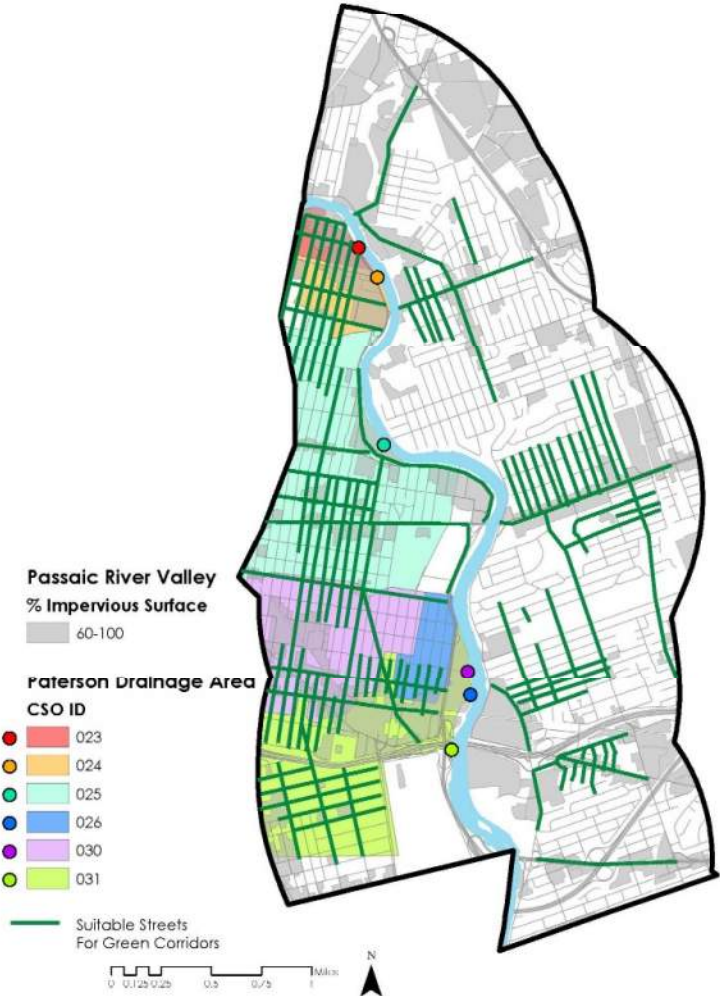 Passaic River Valley
% Impervious Surface
60-100
Paterson Drainage Area
CSO ID
023
024
025
026
030
031
Suitable Streets
For Green Corridors
N
0 0.125 0.25 0.5 0.75 1 Miles